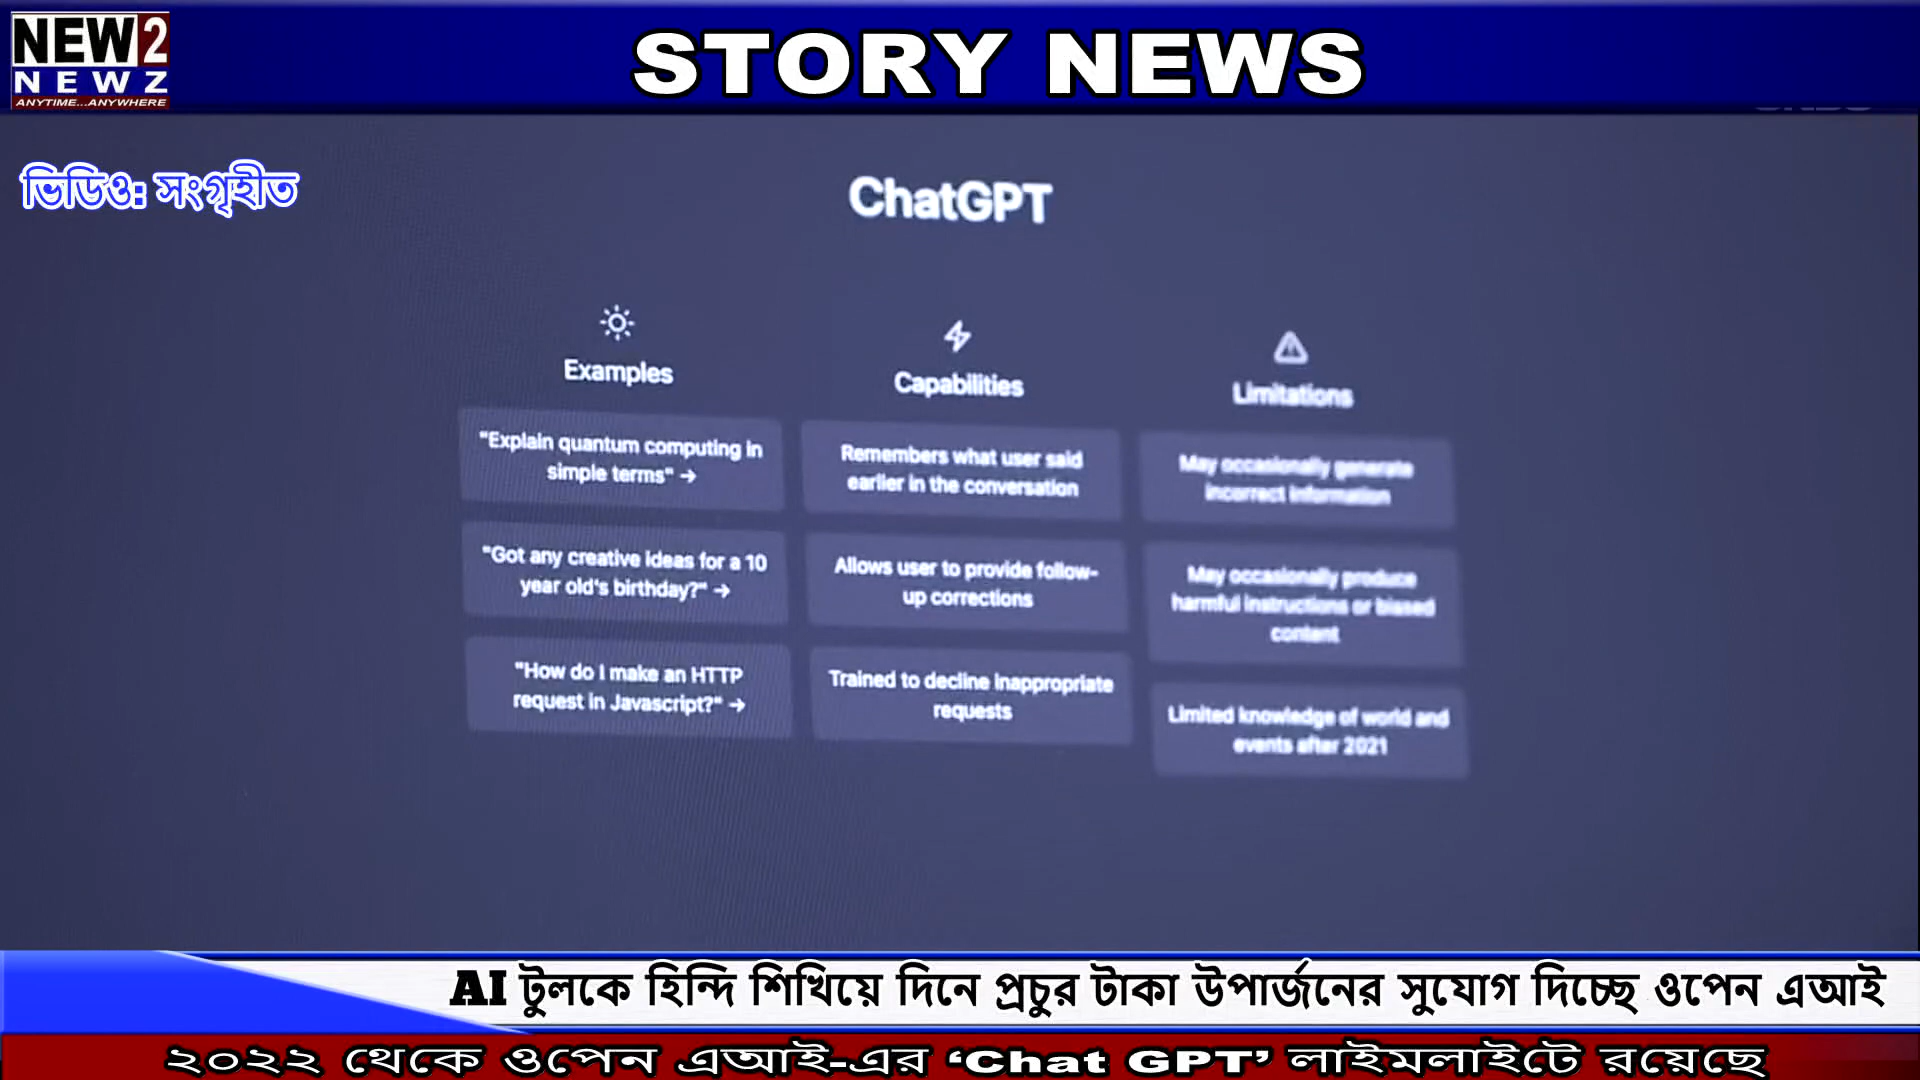 NEW2
NEWZ
ANYTIME...ANYWHERE
STORY NEWS
ভিডিও: সংগৃহীত
ChatGPT
Examples
"Explain quantum computing in
simple terms" →
"Got any creative ideas for a 10
year old's birthday?" →
"How do I make an HTTP
request in Javascript?" →
Capabilities
Remembers what user said
earlier in the conversation
Allows user to provide follow-
up corrections
Trained to decline inappropriate
requests
Limitations
May occasionally generate
incorrect information
May occasionally produce
harmful instructions or biased
content
Limited knowledge of world and
events after 2021
AI টুলকে হিন্দি শিখিয়ে দিনে প্রচুর টাকা উপার্জনের সুযোগ দিচ্ছে ওপেন এআই
২০২২ থেকে ওপেন এআই-এর ‘Chat GPT’ লাইমলাইটে রয়েছে